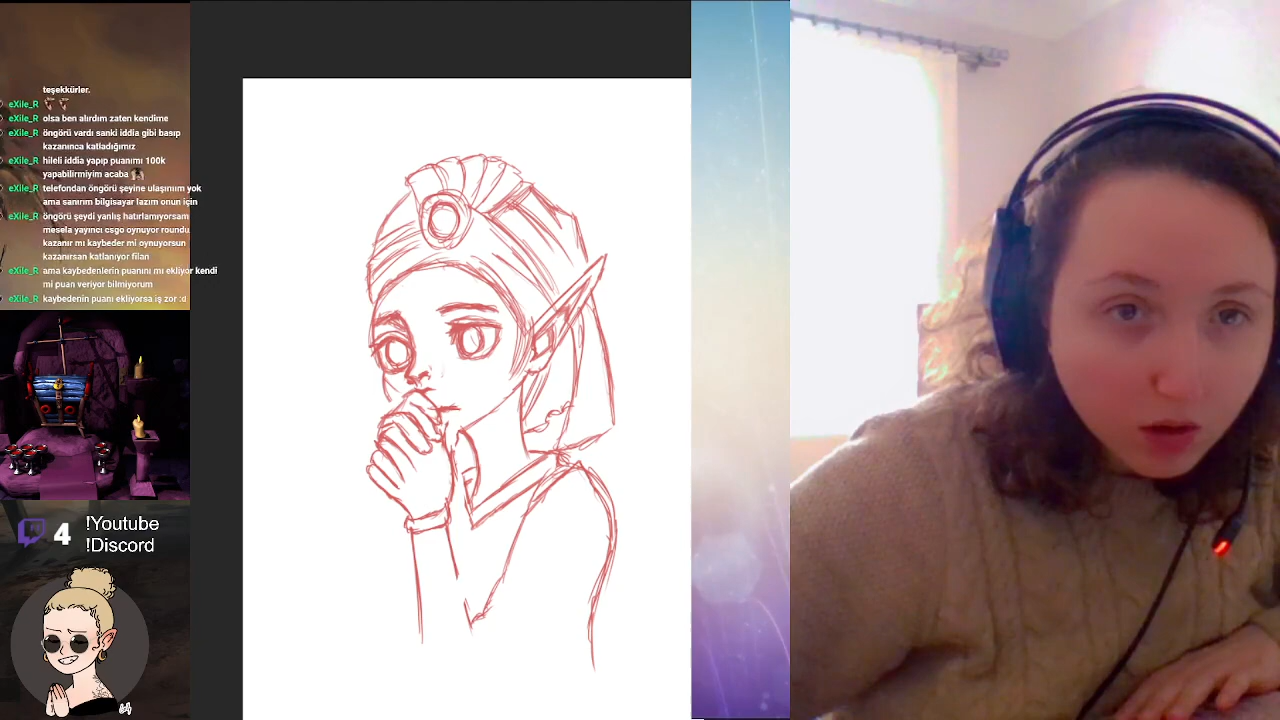 teşekkürler.
eXile_R
eXile_R olsa ben alırdım zaten kendime
eXile_R öngörü vardı sanki iddia gibi basıp
kazanınca katladığımız
eXile_R hileli iddia yapıp puanımı 100k
yapabilirmiyim acaba
eXile_R telefondan öngörü şeyine ulaşınıım yok
ama sanırım bilgisayar lazım onun için
eXile_R öngörü şeydi yanlış hatırlamıyorsam
mesela yayıncı csgo oynuyor roundu
kazanır mı kaybeder mi oynuyorsun
kazanırsan katlanıyor filan
eXile_R ama kaybedenlerin puanını mı ekliyor kendi
mi puan veriyor bilmiyorum
eXile_R kaybedenin puanı ekliyorsa iş zor :d
4
!Youtube
!Discord